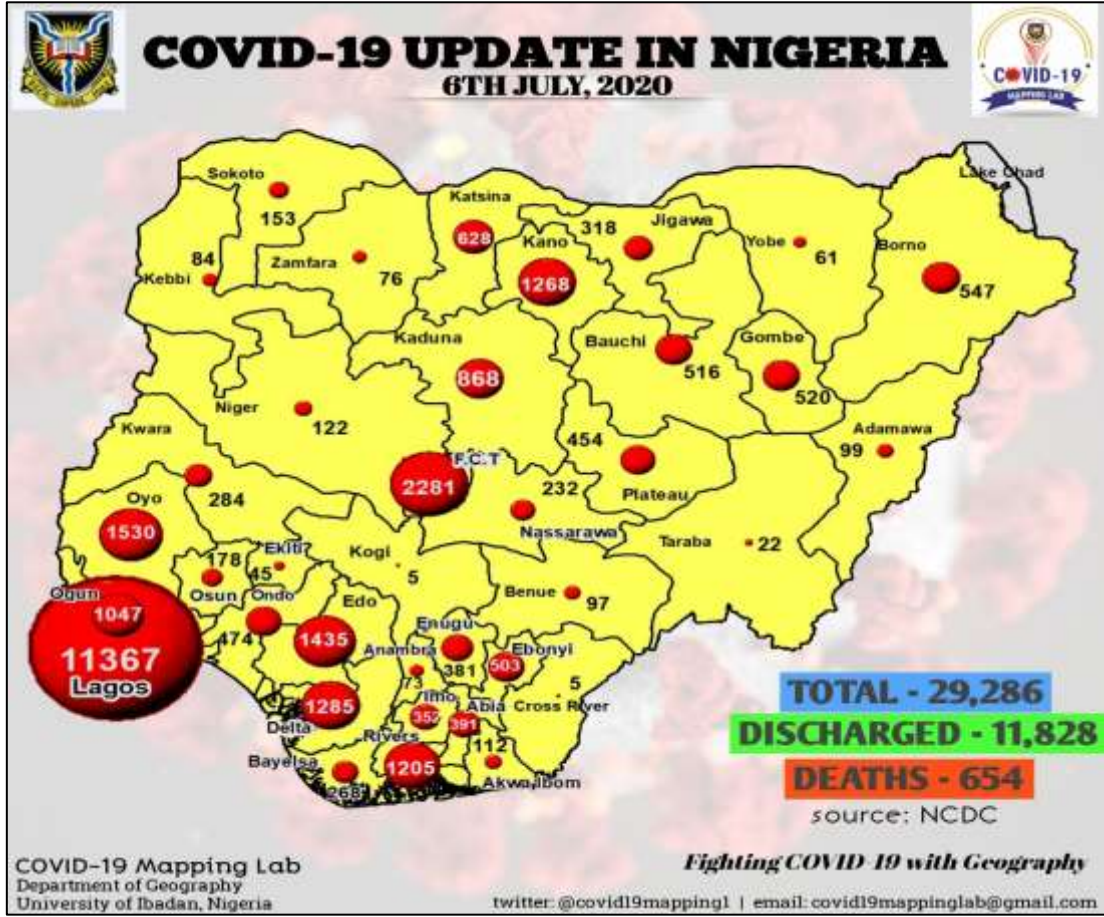 COVID-19 UPDATE IN NIGERIA
6TH JULY, 2020
COVID-19
MAPPING LAB
Sokoto
153
Katsina
628
318
Jigawa
Lake Chad
84
Kebbi
Zamfara
76
Kano
1268
Yobe
61
Borno
547
Kaduna
868
Bauchi
516
Gombe
520
Niger
122
Kwara
284
F.C.T
2281
454
Plateau
Adamawa
99
232
Nassarawa
Oyo
1530
Taraba
22
178
Osun
Ekiti
45
Kogi
5
Ogun
1047
11367
Lagos
Ondo
474
Edo
1435
Benue
97
Enugu
381
Anambra
73
Ebonyi
503
Imo
352
Abia
391
5
Cross River
1285
Delta
Rivers
1205
112
Akwa Ibom
Bayelsa
268
TOTAL - 29,286
DISCHARGED - 11,828
DEATHS - 654
source: NCDC
COVID-19 Mapping Lab
Department of Geography
University of Ibadan, Nigeria
Fighting COVID-19 with Geography
twitter: @covid19mapping1 | email: covid19mappinglab@gmail.com